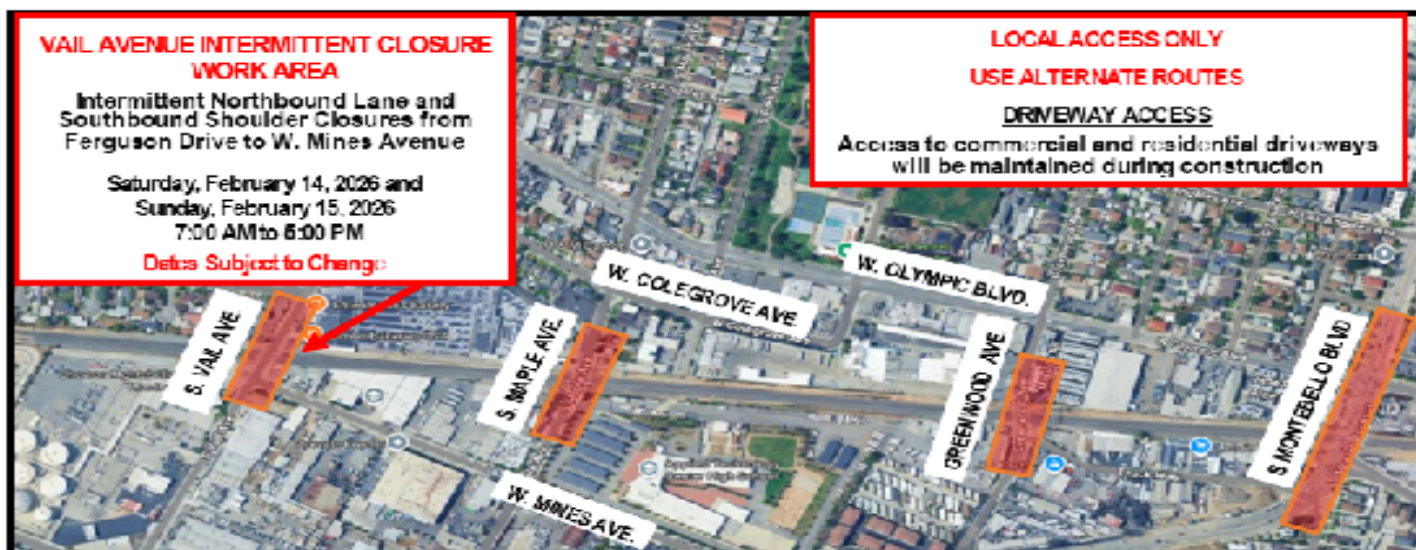 VAIL AVENUE INTERMITTENT CLOSURE
WORK AREA
Intermittent Northbound Lane and
Southbound Shoulder Closures from
Ferguson Drive to W. Mines Avenue
Saturday, February 14, 2026 and
Sunday, February 15, 2026
7:00 AM to 5:00 PM
Dates Subject to Change
LOCAL ACCESS ONLY
USE ALTERNATE ROUTES
DRIVEWAY ACCESS
Access to commercial and residential driveways
will be maintained during construction
S. VAIL AVE.
S. MAPLE AVE.
W. COLEGROVE AVE.
W. OLYMPIC BLVD.
GREENWOOD AVE.
S MONTEBELLO BLVD
W. MINES AVE.